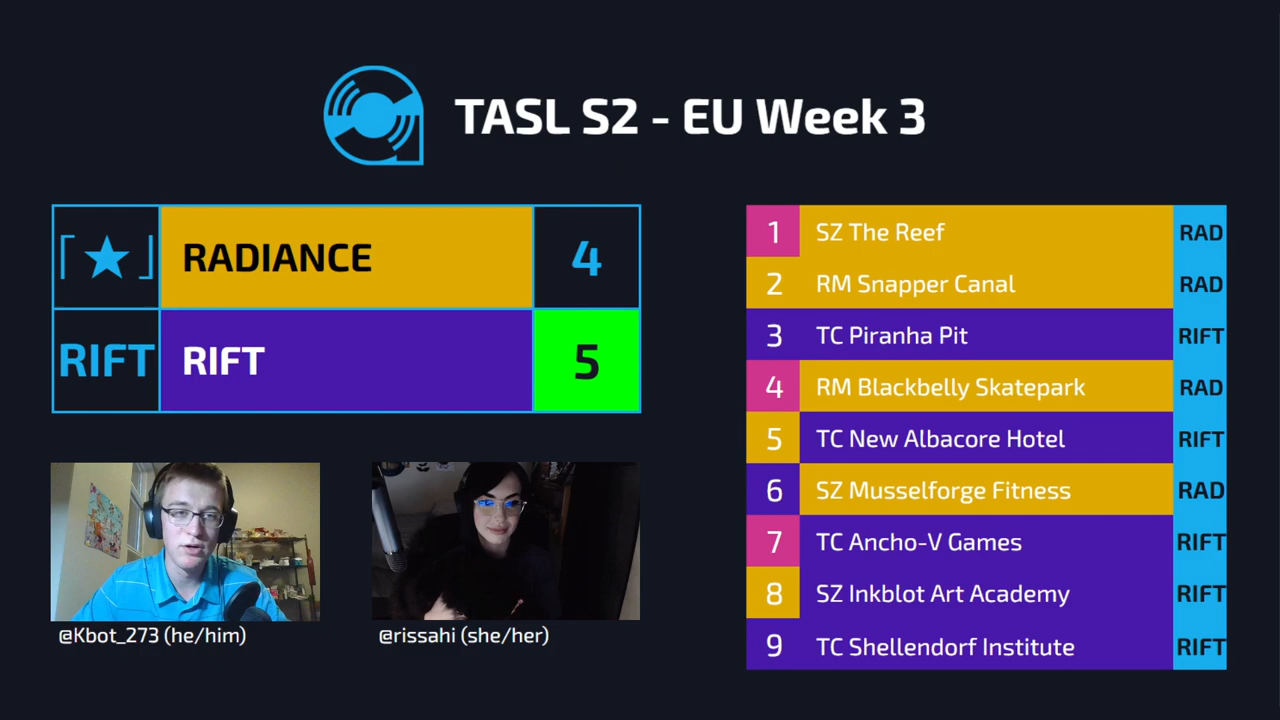 TASL S2 - EU Week 3
⌈★⌋ RADIANCE 4
RIFT RIFT 5
1 SZ The Reef RAD
2 RM Snapper Canal RAD
3 TC Piranha Pit RIFT
4 RM Blackbelly Skatepark RAD
5 TC New Albacore Hotel RIFT
6 SZ Musselforge Fitness RAD
7 TC Ancho-V Games RIFT
8 SZ Inkblot Art Academy RIFT
9 TC Shellendorf Institute RIFT
@Kbot_273 (he/him)
@rissahi (she/her)